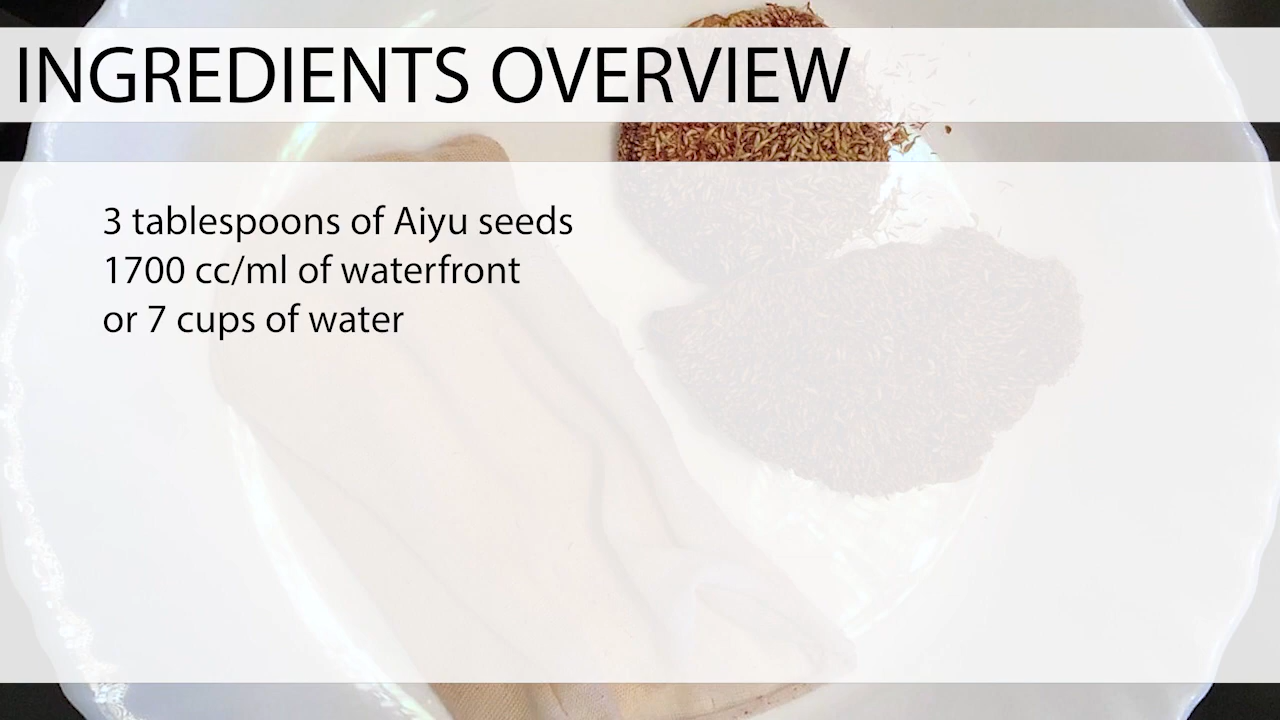 INGREDIENTS OVERVIEW
3 tablespoons of Aiyu seeds
1700 cc/ml of waterfront
or 7 cups of water